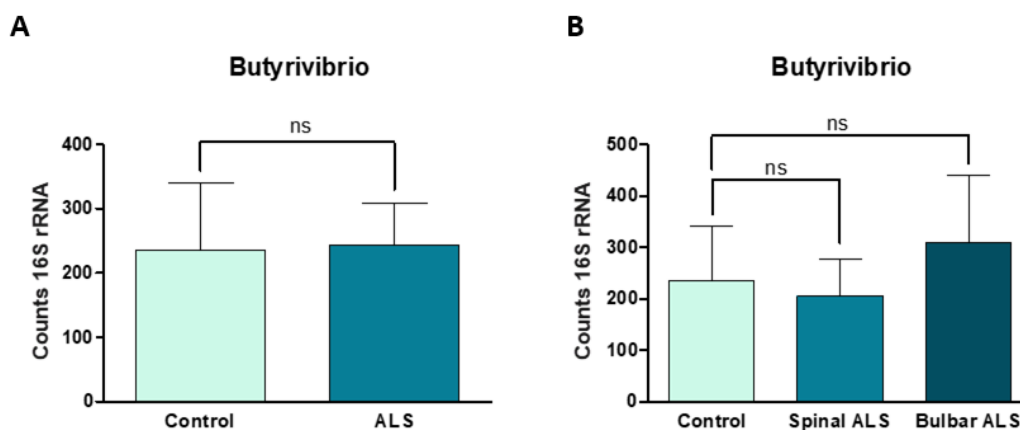 A
Butyrivibrio
ns
Counts 16S rRNA
400
300
200
100
0
Control ALS
B
Butyrivibrio
ns
ns
Counts 16S rRNA
500
400
300
200
100
0
Control Spinal ALS Bulbar ALS